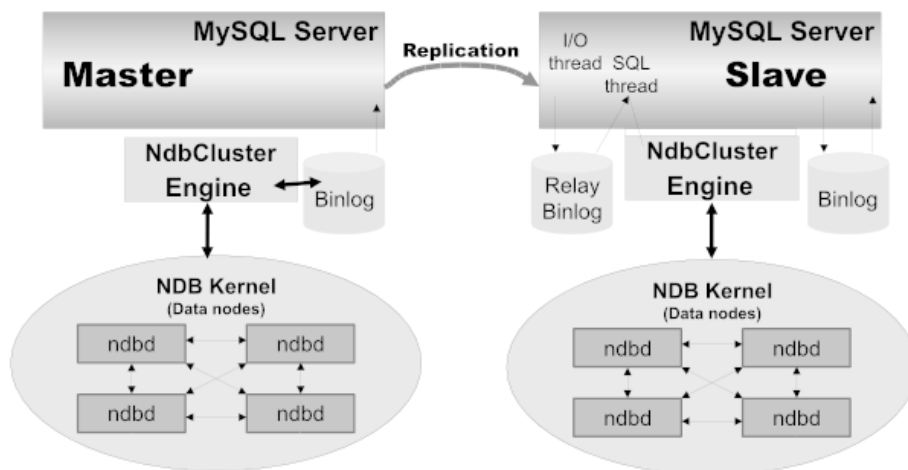 MySQL Server
Master
Replication
MySQL Server
I/O
thread
SQL
thread
Slave
NdbCluster
Engine
Binlog
Relay
Binlog
NdbCluster
Engine
Binlog
NDB Kernel
(Data nodes)
ndbd
ndbd
ndbd
ndbd
NDB Kernel
(Data nodes)
ndbd
ndbd
ndbd
ndbd